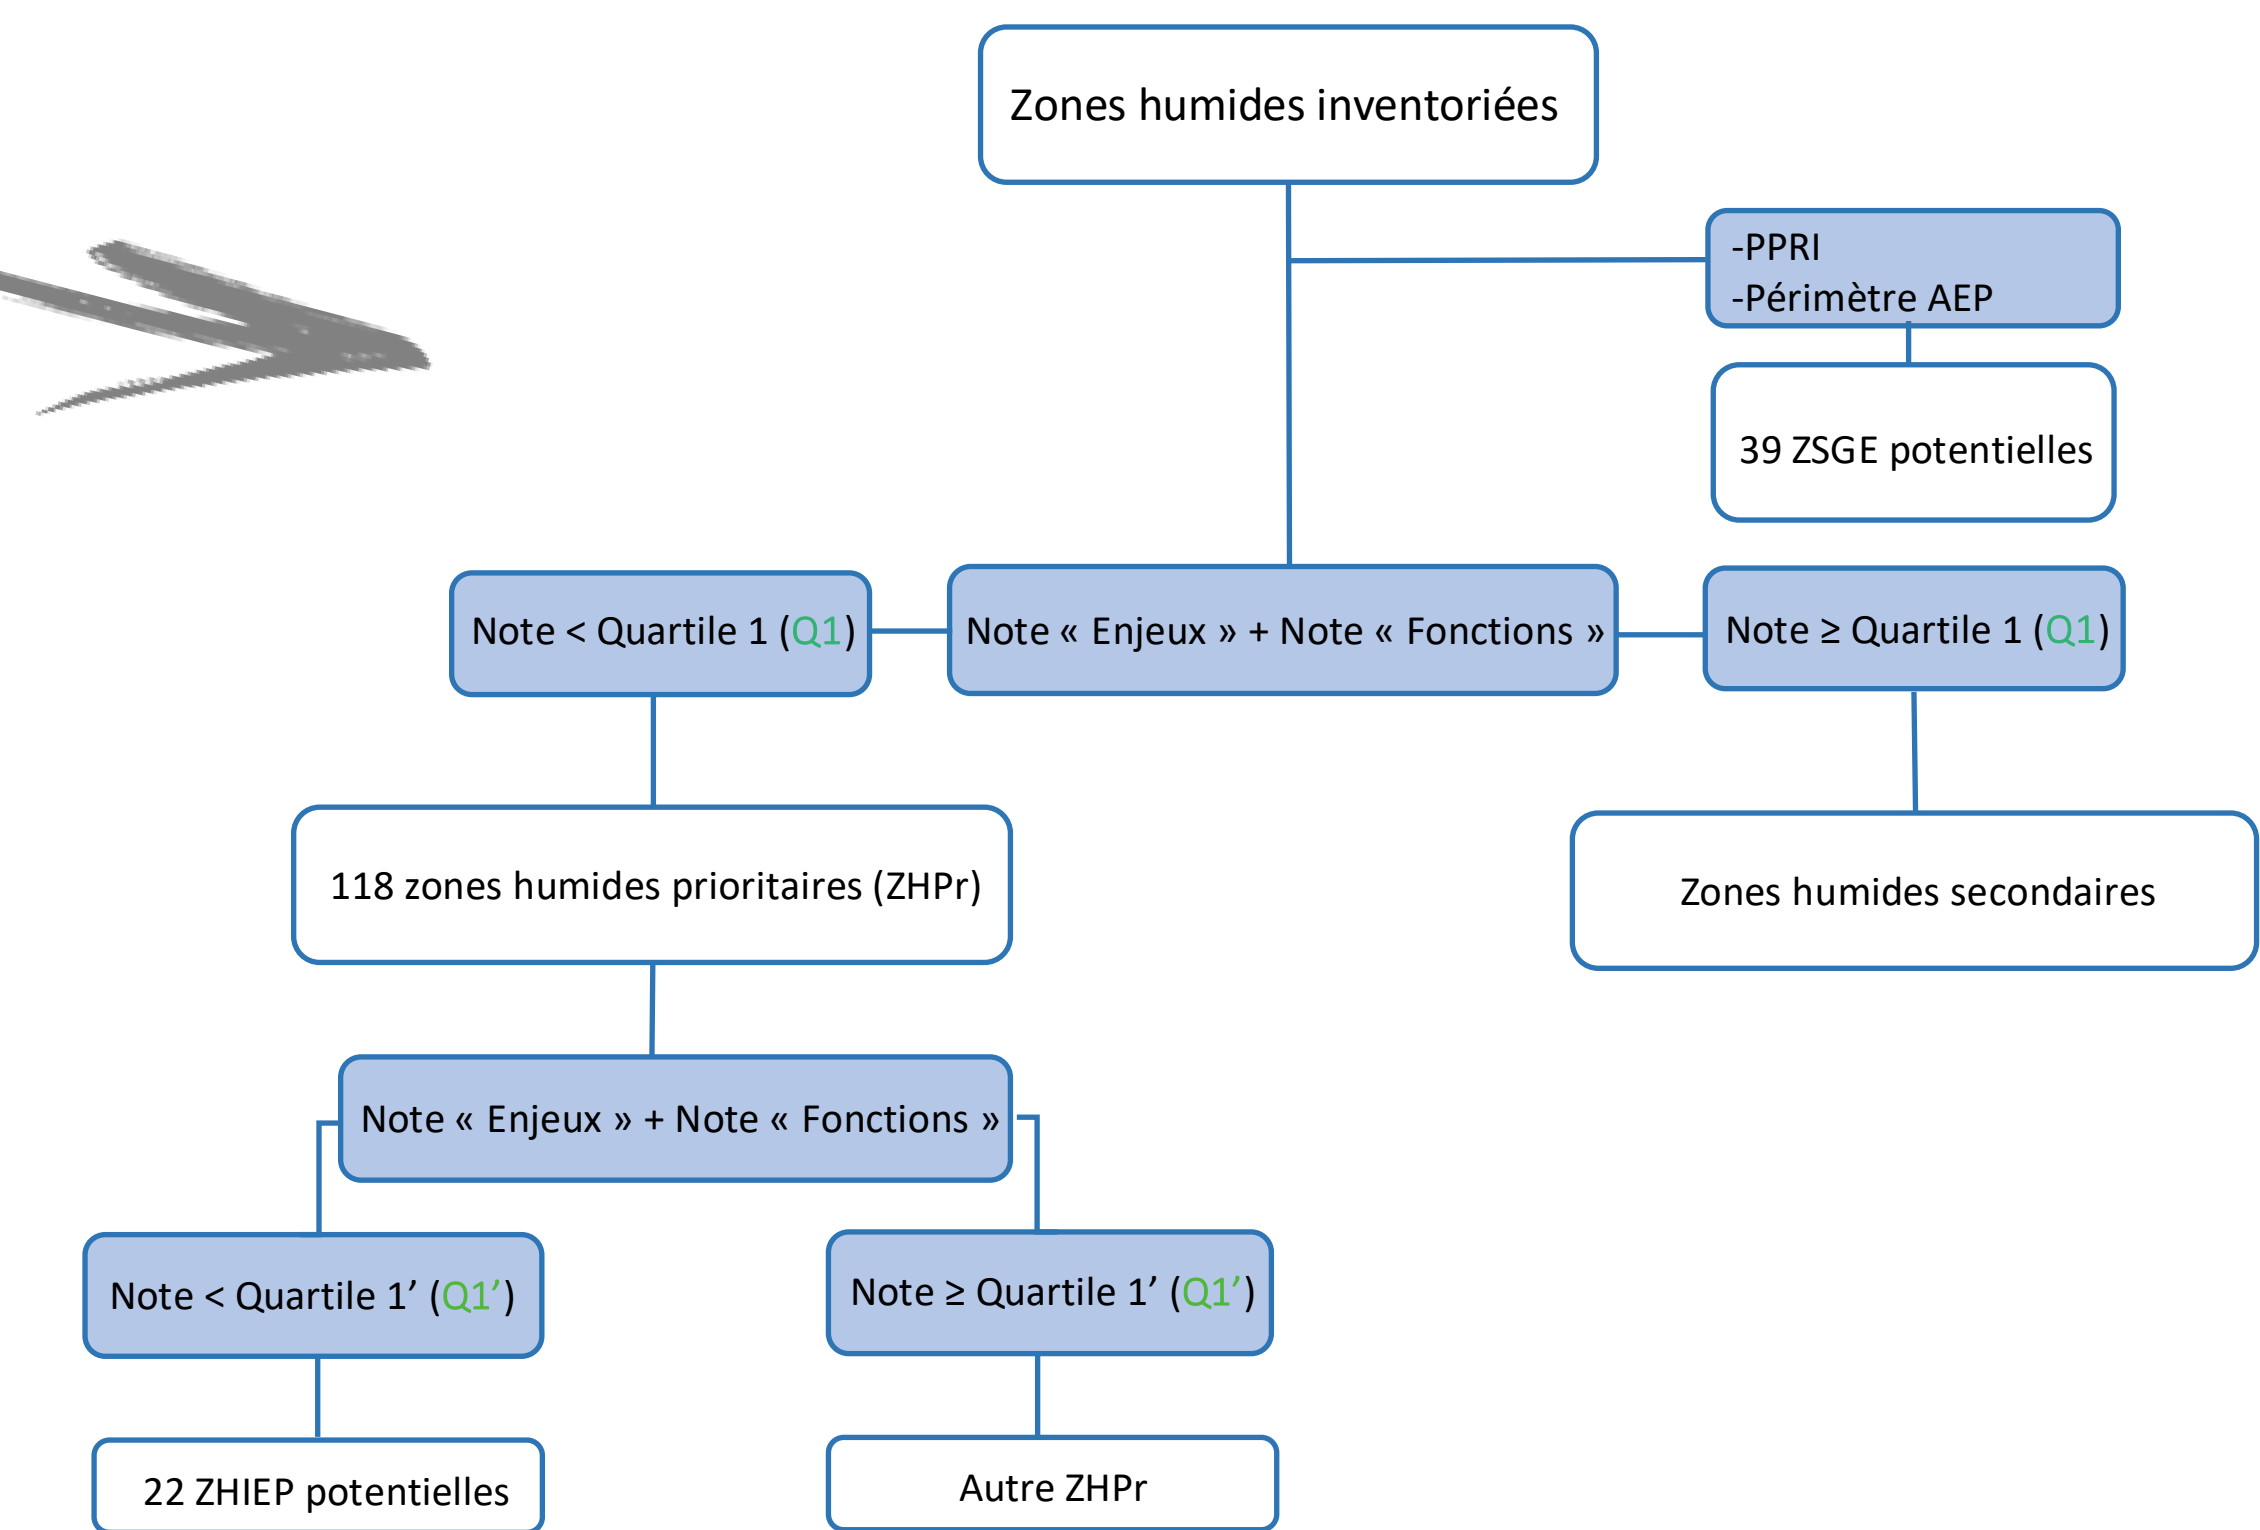 Zones humides inventoriées
-PPRI
-Périmètre AEP
39 ZSGE potentielles
Note < Quartile 1 (Q1)
Note « Enjeux » + Note « Fonctions »
Note ≥ Quartile 1 (Q1)
118 zones humides prioritaires (ZHPr)
Zones humides secondaires
Note « Enjeux » + Note « Fonctions »
Note < Quartile 1’ (Q1’)
Note ≥ Quartile 1’ (Q1’)
22 ZHIEP potentielles
Autre ZHPr